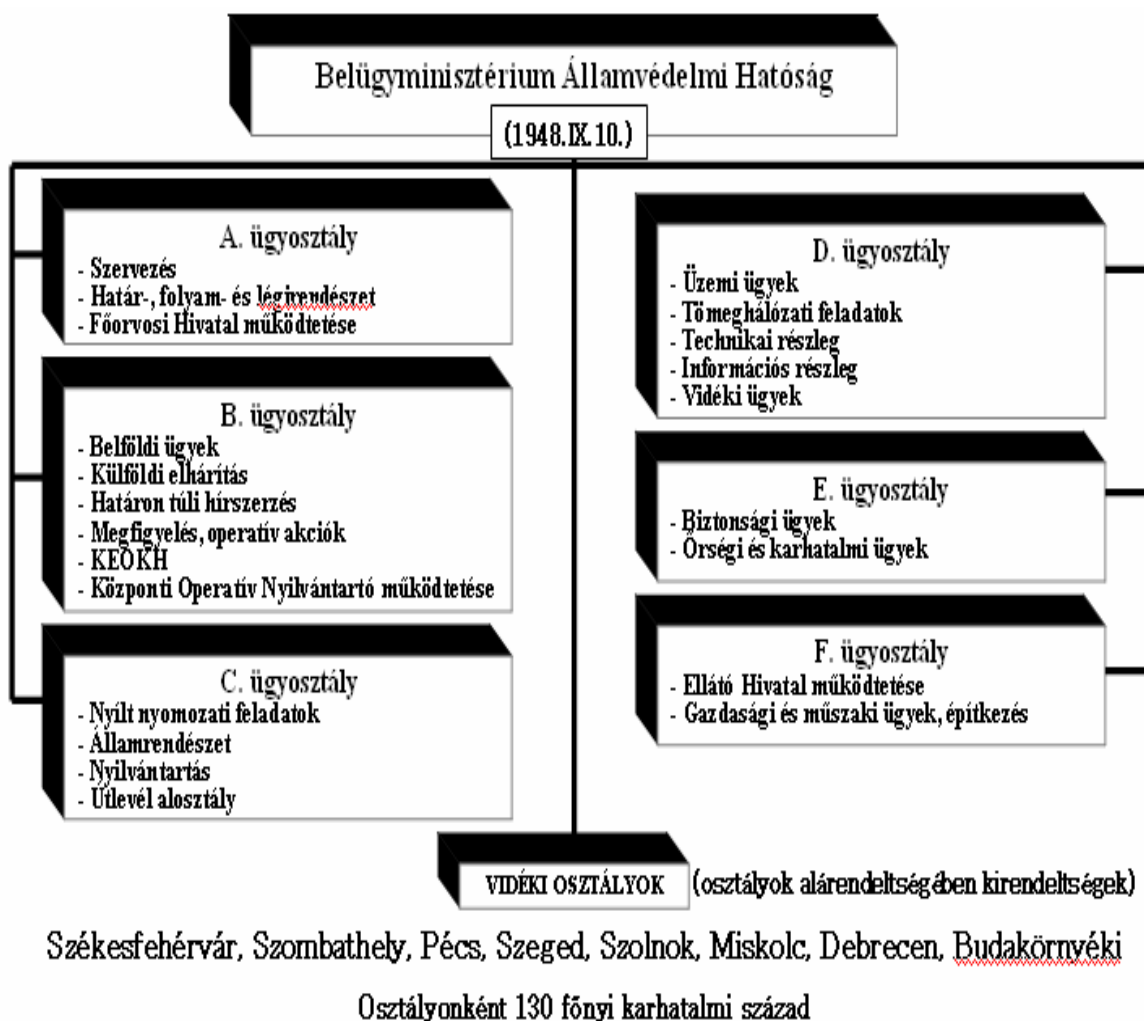 Belügyminisztérium Államvédelmi Hatóság
(1948.IX.10.)
A. ügyosztály
- Szervezés
- Határ-, folyam- és légirendészet
- Főorvosi Hivatal működtetése
B. ügyosztály
- Belföldi ügyek
- Külföldi elhárítás
- Határon túli hírszerzés
- Megfigyelés, operatív akciók
- KEOKH
- Központi Operatív Nyilvántartó működtetése
C. ügyosztály
- Nyílt nyomozati feladatok
- Államrendészet
- Nyilvántartás
- Útlevél alosztály
D. ügyosztály
- Üzemi ügyek
- Tömeghálózati feladatok
- Technikai részleg
- Információs részleg
- Vidéki ügyek
E. ügyosztály
- Biztonsági ügyek
- Őrségi és karhatalmi ügyek
F. ügyosztály
- Ellátó Hivatal működtetése
- Gazdasági és műszaki ügyek, építkezés
VIDÉKI OSZTÁLYOK (osztályok alárendeltségében kirendeltségek)
Székesfehérvár, Szombathely, Pécs, Szeged, Szolnok, Miskolc, Debrecen, Budakörnyéki
Osztályonként 130 főnyi karhatalmi század